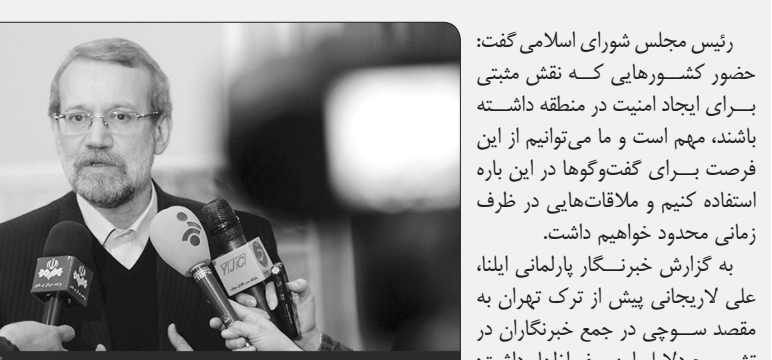 رئیس مجلس شورای اسلامی گفت:
حضور کشورهایی که نقش مثبتی
برای ایجاد امنیت در منطقه داشته
باشند، مهم است و ما می‌توانیم از این
فرصت برای گفت‌وگوها در این باره
استفاده کنیم و ملاقات‌هایی در ظرف
زمانی محدود خواهیم داشت.
به گزارش خبرنگار پارلمانی ایلنا،
علی لاریجانی پیش از ترک تهران به
مقصد سوچی در جمع خبرنگاران در
YJC